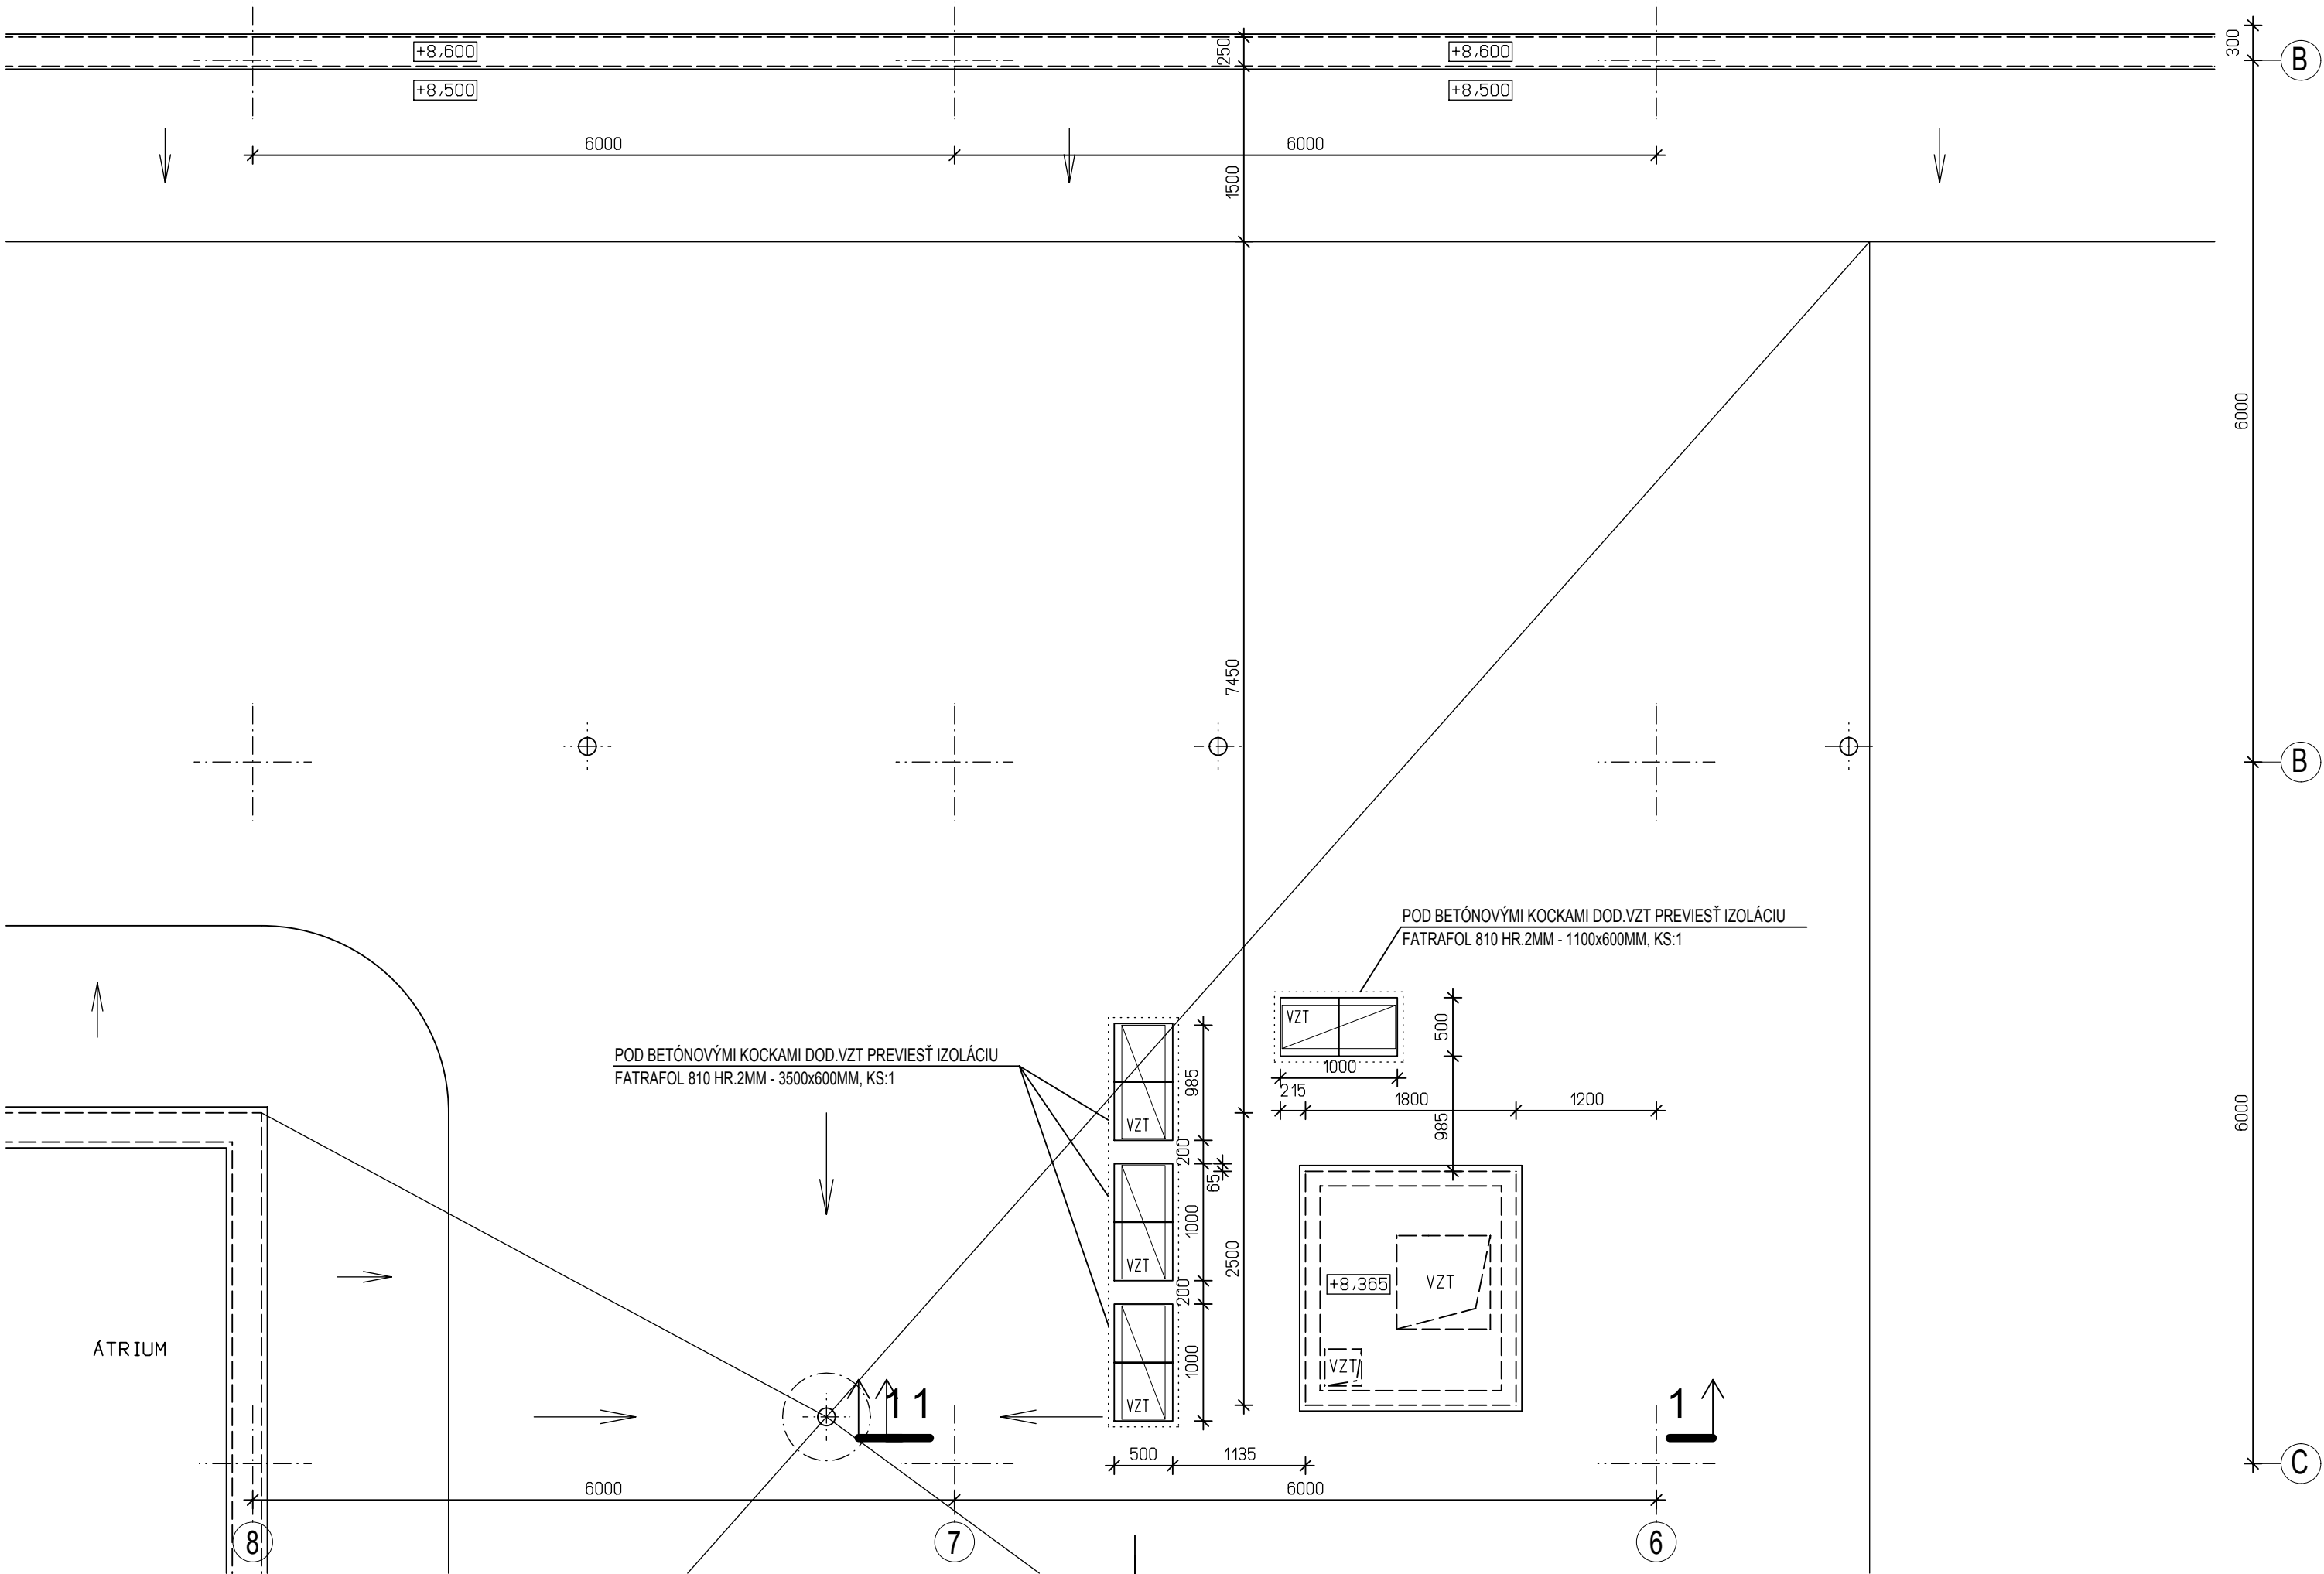 +8,600
+8,600
250
300
B
+8,500
+8,500
6000
6000
1500
6000
7450
B
POD BETÓNOVÝMI KOCKAMI DOD.VZT PREVIESŤ IZOLÁCIU
FATRAFOL 810 HR.2MM - 1100x600MM, KS:1
VZT
500
1000
POD BETÓNOVÝMI KOCKAMI DOD.VZT PREVIESŤ IZOLÁCIU
FATRAFOL 810 HR.2MM - 3500x600MM, KS:1
985
215
1800
1200
VZT
985
6000
200
65
1000
2500
VZT
200
+8,365
VZT
ÁTRIUM
1000
VZT
VZT
1
1
1
500
1135
C
6000
6000
8
7
6